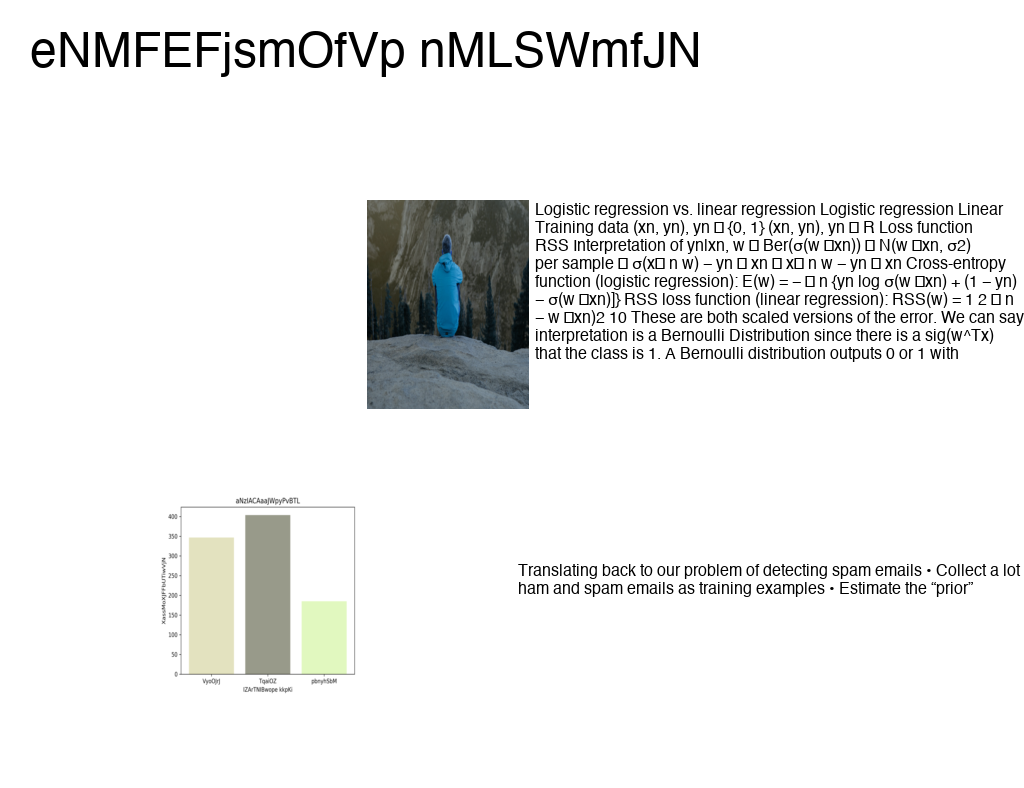 eNMFEFjsmOfVp nMLSWmfJN
Logistic regression vs. linear regression Logistic regression Linear
Training data (xn, yn), yn □ {0, 1} (xn, yn), yn □ R Loss function
RSS Interpretation of yn|xn, w □ Ber(σ(w □xn)) □ N(w □xn, σ2)
per sample □ σ(x□ n w) – yn □ xn □ x□ n w – yn □ xn Cross-entropy
function (logistic regression): E(w) = – □ n {yn log σ(w □xn) + (1 – yn)
– σ(w □xn)]} RSS loss function (linear regression): RSS(w) = 1 2 □ n
– w □xn)2 10 These are both scaled versions of the error. We can say
interpretation is a Bernoulli Distribution since there is a sig(w^Tx)
that the class is 1. A Bernoulli distribution outputs 0 or 1 with
400
350
300
250
200
150
100
50
0
VyoOJrJ TqaiOZ pbnyhSbM
Translating back to our problem of detecting spam emails • Collect a lot
ham and spam emails as training examples • Estimate the “prior”